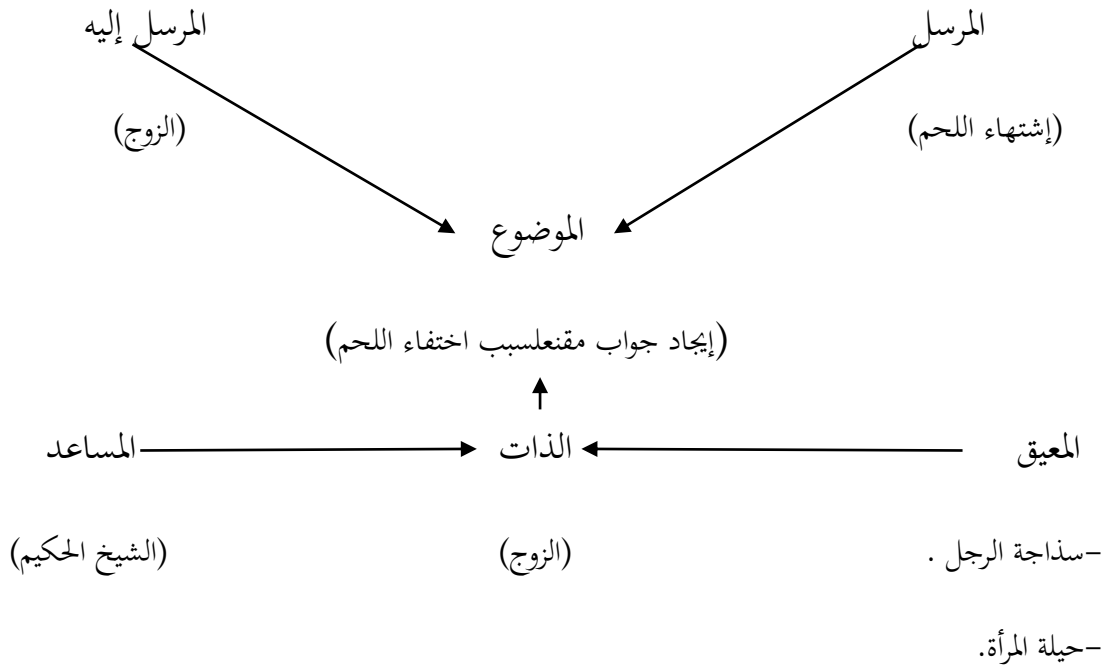 المرسل المرسل إليه
(إشتهاء اللحم) (الزوج)
الموضوع
(إيجاد جواب مقنعلسبب اختفاء اللحم)
المعيق الذات المساعد
-سذاجة الرجل . (الزوج) (الشيخ الحكيم)
-حيلة المرأة.